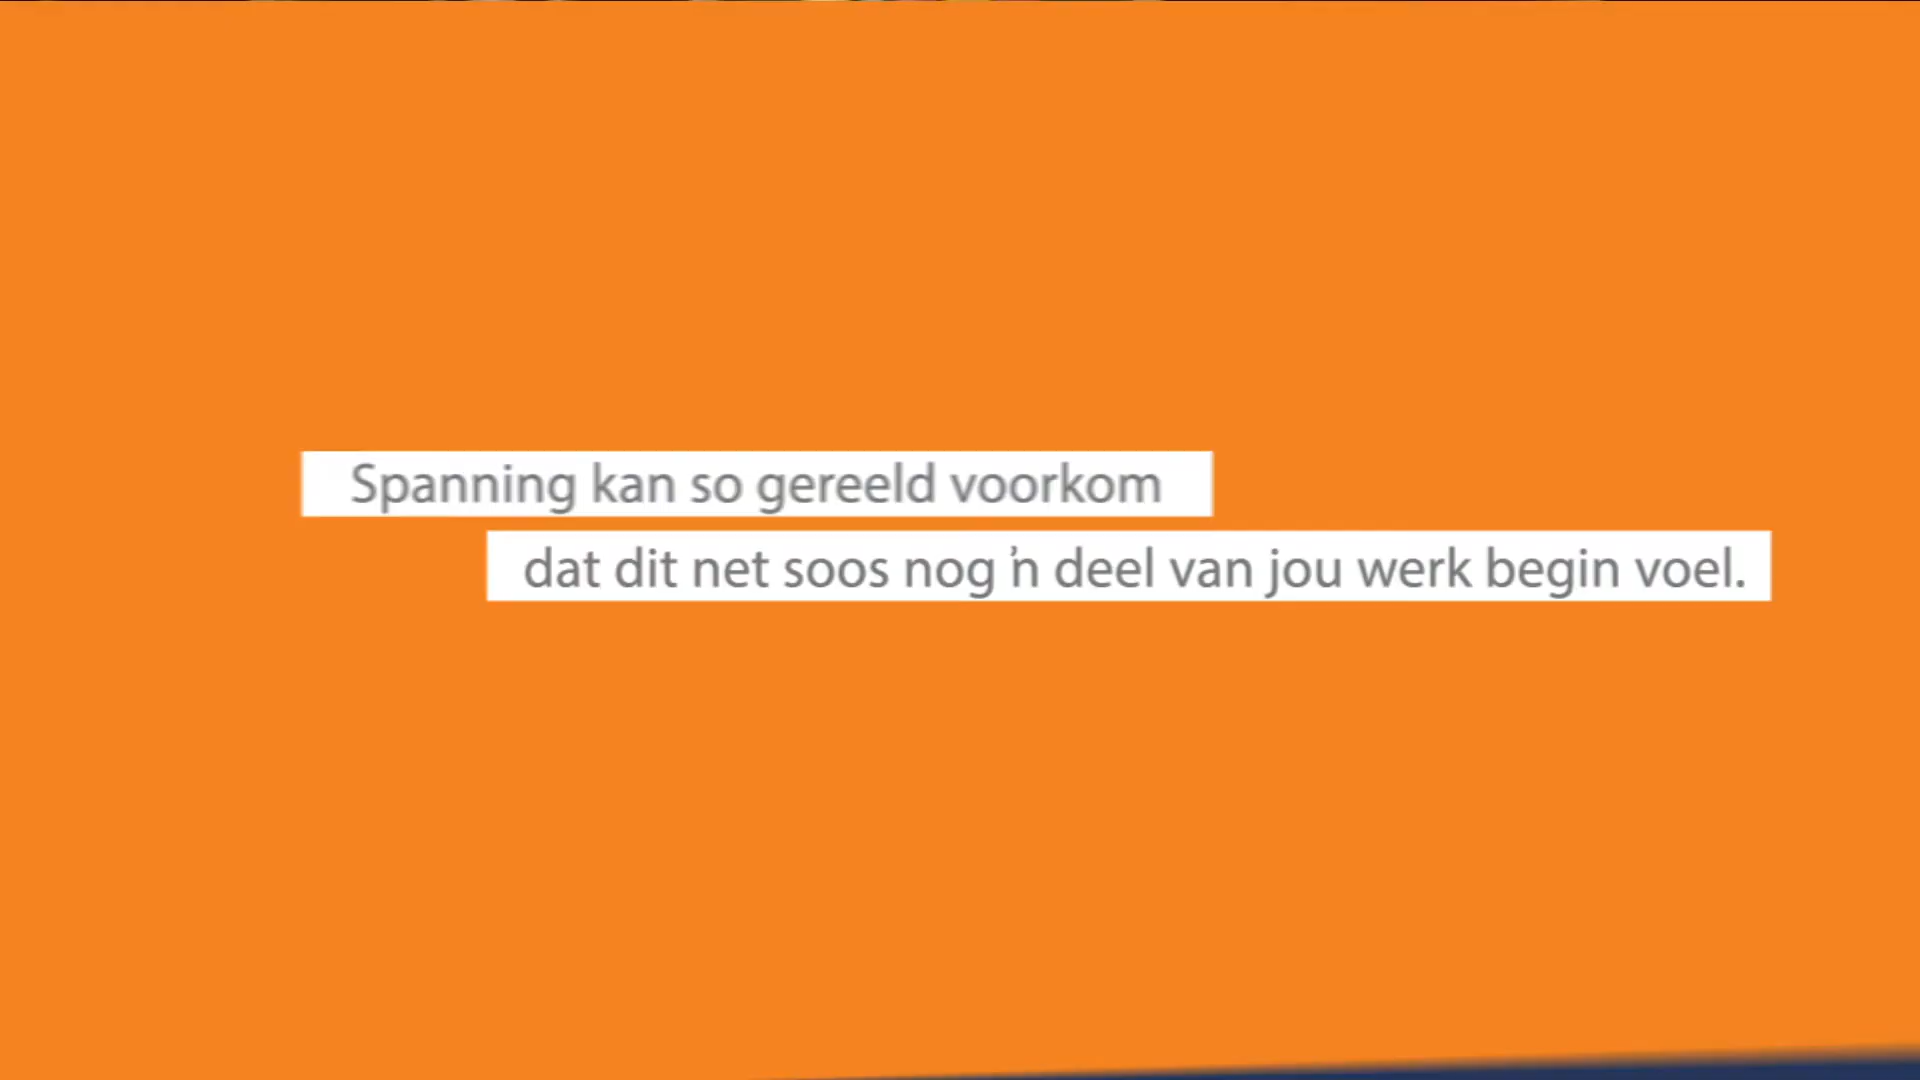 Spanning kan so gereeld voorkom
dat dit net soos nog ŉ deel van jou werk begin voel.